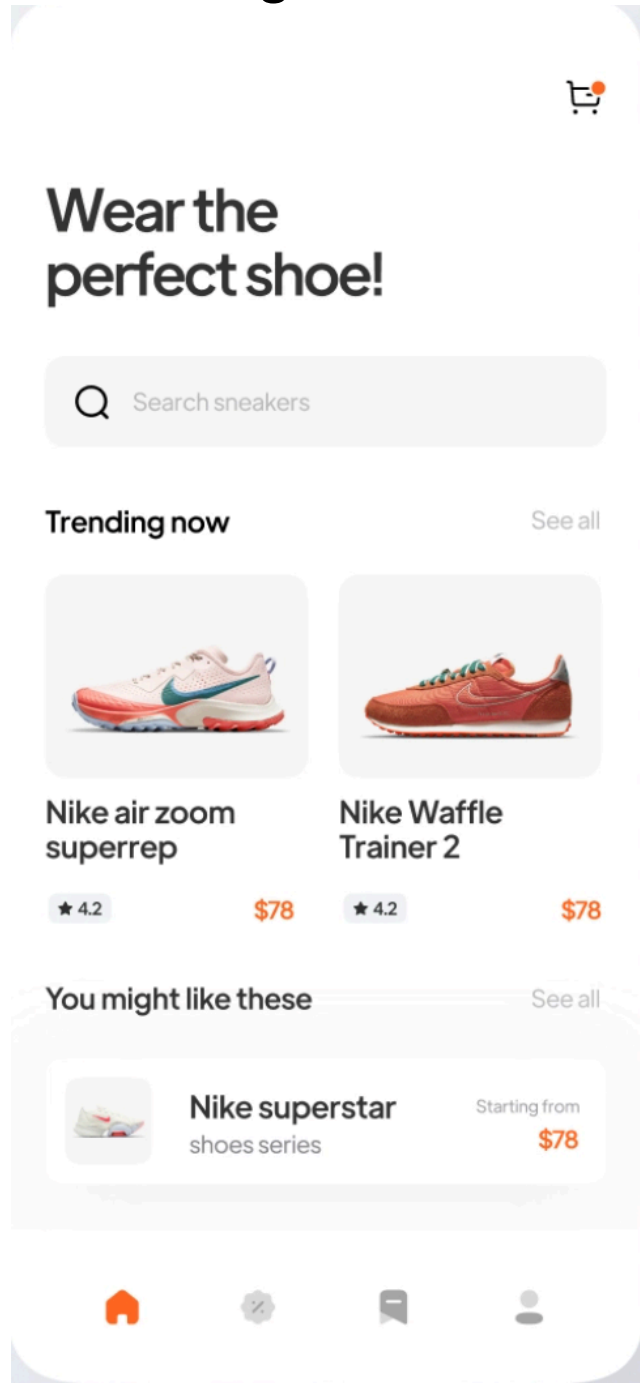 Wear the
perfect shoe!
Search sneakers
Trending now
See all
Nike air zoom
superrep
4.2
$78
Nike Waffle
Trainer 2
4.2
$78
You might like these
See all
Nike superstar
shoes series
Starting from
$78